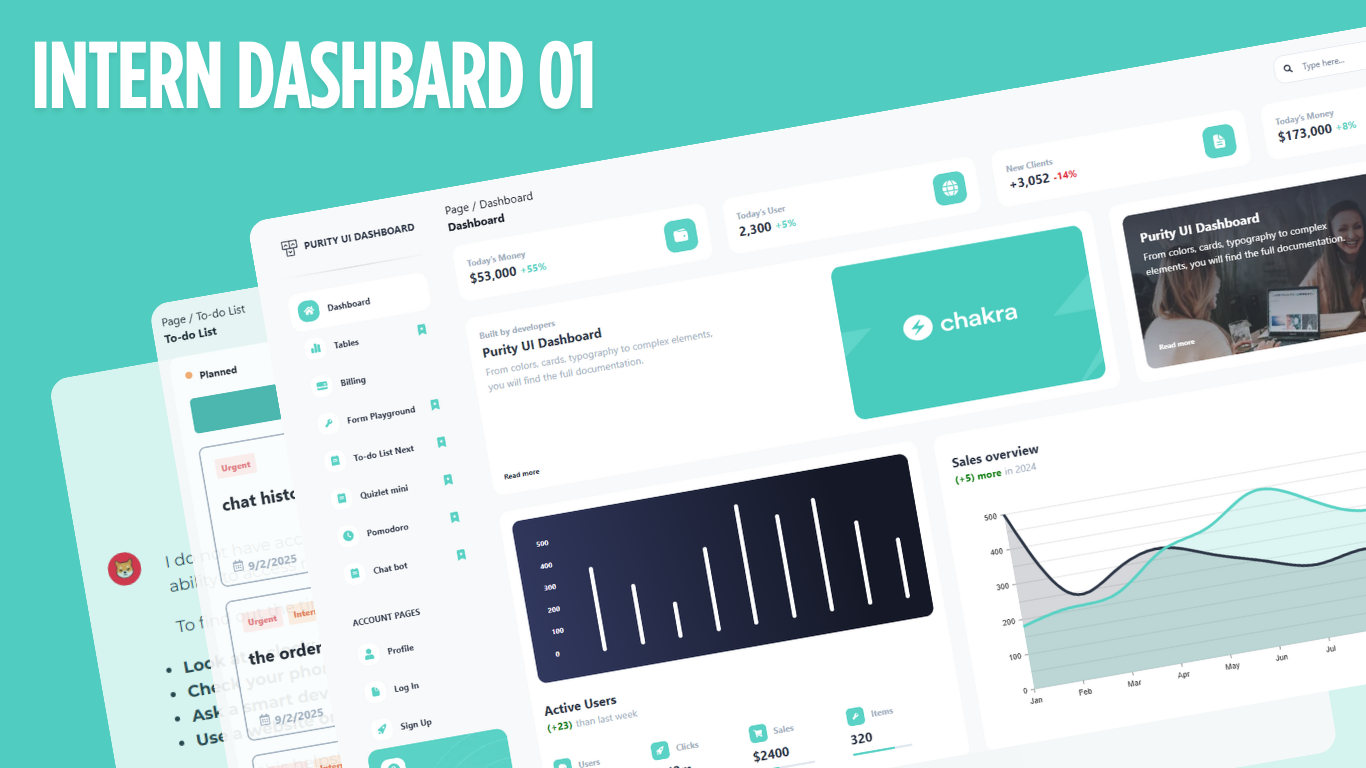 INTERN DASHBARD 01
Type here...
Page / Dashboard
Dashboard
PURITY UI DASHBOARD
Today's Money
$53,000 +55%
Today's User
2,300 +5%
New Clients
+3,052 -14%
Today's Money
$173,000 +8%
Dashboard
Tables
Billing
Form Playground
To-do List Next
Quizlet mini
Pomodoro
Chat bot
ACCOUNT PAGES
Profile
Log In
Sign Up
Built by developers
Purity UI Dashboard
From colors, cards, typography to complex elements,
you will find the full documentation.
Read more
chakra
Purity UI Dashboard
From colors, cards, typography to complex
elements, you will find the full documentation.
Read more
500
400
300
200
100
0
Active Users
(+23) than last week
Users
Clicks
Sales
$2400
Items
320
Sales overview
(+5) more in 2024
500
400
300
200
100
0
Jan
Feb
Mar
Apr
May
Jun
Jul
Page / To-do List
To-do List
Planned
Urgent
chat histo
9/2/2025
Urgent
Intern
the order
9/2/2025
I do not have acc
To f
Look at
Check your phon
Ask a smart dev
Use a website or